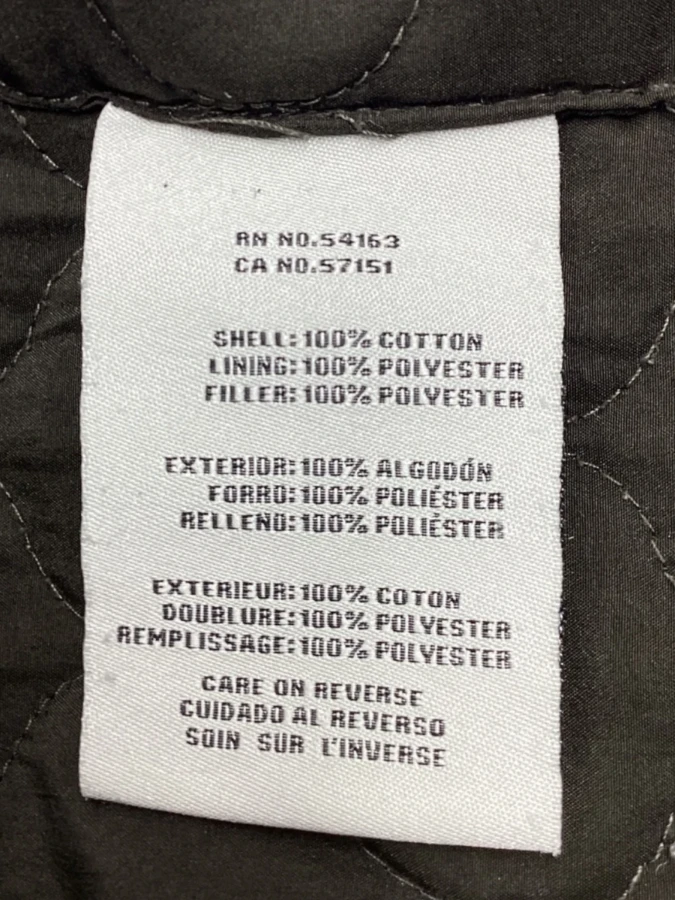 RN NO.54163
CA NO.57151
SHELL:100% COTTON
LINING:100% POLYESTER
FILLER:100% POLYESTER
EXTERIOR:100% ALGODÓN
FORRO:100% POLIÉSTER
RELLENO:100% POLIÉSTER
EXTERIEUR:100% COTON
DOUBLURE:100% POLYESTER
REMPLISSAGE:100% POLYESTER
CARE ON REVERSE
CUIDADO AL REVERSO
SOIN SUR L'INVERSE